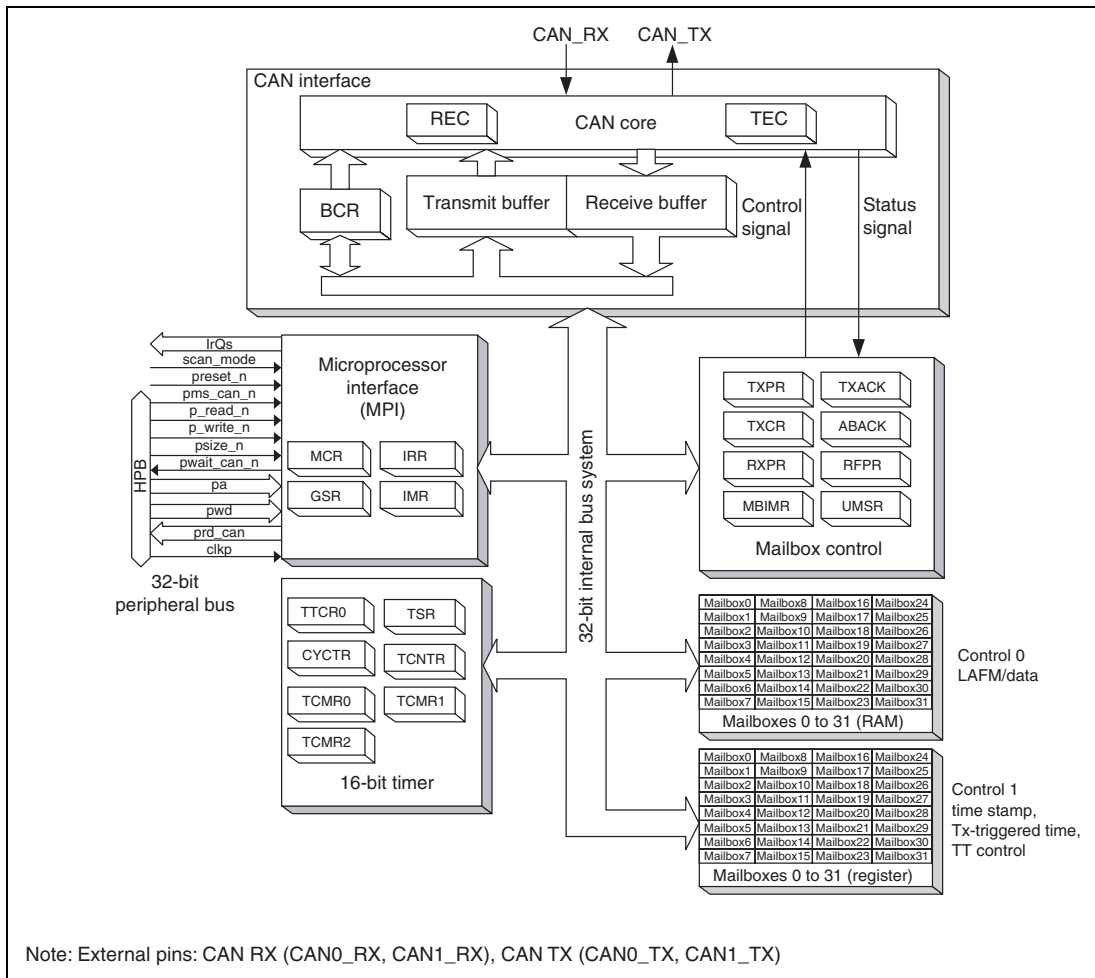 CAN_RX
CAN_TX
CAN interface
REC
CAN core
TEC
BCR
Transmit buffer
Receive buffer
Control
signal
Status
signal
IrQs
scan_mode
preset_n
pms_can_n
p_read_n
p_write_n
psize_n
pwait_can_n
pa
pwd
prd_can
clkp
HPB
32-bit
peripheral bus
Microprocessor
interface
(MPI)
MCR
IRR
GSR
IMR
32-bit internal bus system
TXPR
TXACK
TXCR
ABACK
RXPR
RFPR
MBIMR
UMSR
Mailbox control
TTCR0
TSR
CYCTR
TCNTR
TCMR0
TCMR1
TCMR2
16-bit timer
Mailbox0 Mailbox8 Mailbox16 Mailbox24
Mailbox1 Mailbox9 Mailbox17 Mailbox25
Mailbox2 Mailbox10 Mailbox18 Mailbox26
Mailbox3 Mailbox11 Mailbox19 Mailbox27
Mailbox4 Mailbox12 Mailbox20 Mailbox28
Mailbox5 Mailbox13 Mailbox21 Mailbox29
Mailbox6 Mailbox14 Mailbox22 Mailbox30
Mailbox7 Mailbox15 Mailbox23 Mailbox31
Mailboxes 0 to 31 (RAM)
Control 0
LAFM/data
Mailbox0 Mailbox8 Mailbox16 Mailbox24
Mailbox1 Mailbox9 Mailbox17 Mailbox25
Mailbox2 Mailbox10 Mailbox18 Mailbox26
Mailbox3 Mailbox11 Mailbox19 Mailbox27
Mailbox4 Mailbox12 Mailbox20 Mailbox28
Mailbox5 Mailbox13 Mailbox21 Mailbox29
Mailbox6 Mailbox14 Mailbox22 Mailbox30
Mailbox7 Mailbox15 Mailbox23 Mailbox31
Mailboxes 0 to 31 (register)
Control 1
time stamp,
Tx-triggered time,
TT control
Note: External pins: CAN RX (CAN0_RX, CAN1_RX), CAN TX (CAN0_TX, CAN1_TX)